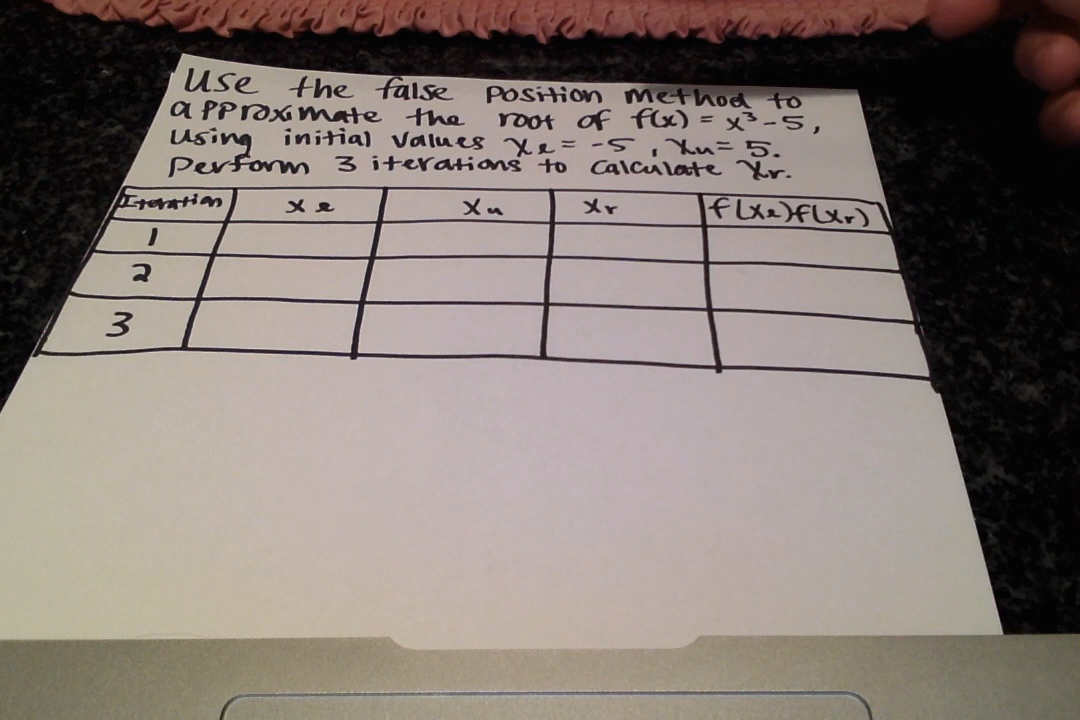 Use the false position method to
approximate the root of f(x) = x³-5,
Using initial values Xl = -5, Xu = 5.
Perform 3 iterations to calculate Xr.
Iteration Xl Xu Xr f(Xl)f(Xr)
1
2
3